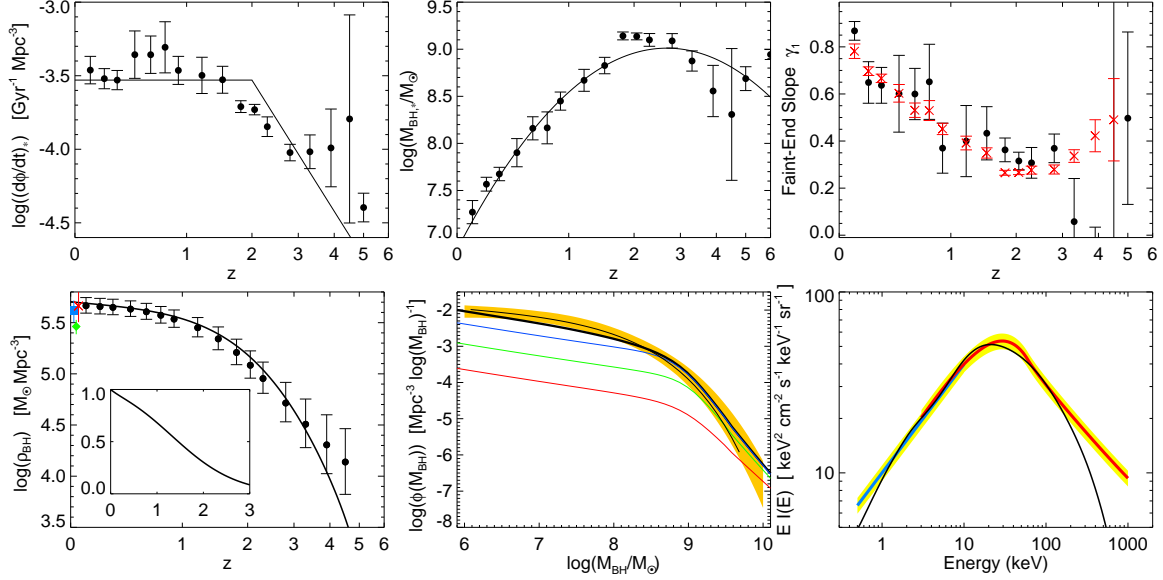 log((dϕ/dt)⁎) [Gyr⁻¹ Mpc⁻³]
-3.0
-3.5
-4.0
-4.5
0 1 2 3 4 5 6
z
log(M_BH,⁎/M☉)
9.5
9.0
8.5
8.0
7.5
7.0
0 1 2 3 4 5 6
z
Faint-End Slope γ₁
0.8
0.6
0.4
0.2
0.0
0 1 2 3 4 5 6
z
log(ρ_BH) [M☉ Mpc⁻³]
5.5
5.0
4.5
4.0
3.5
0 1 2 3 4 5 6
z
1.0
0.5
0.0
0 1 2 3
log(ϕ(M_BH)) [Mpc⁻³ log(M_BH)⁻¹]
-2
-3
-4
-5
-6
-7
-8
6 7 8 9 10
log(M_BH/M☉)
E I(E) [ keV² cm⁻² s⁻¹ keV⁻¹ sr⁻¹]
100
10
1 10 100 1000
Energy (keV)